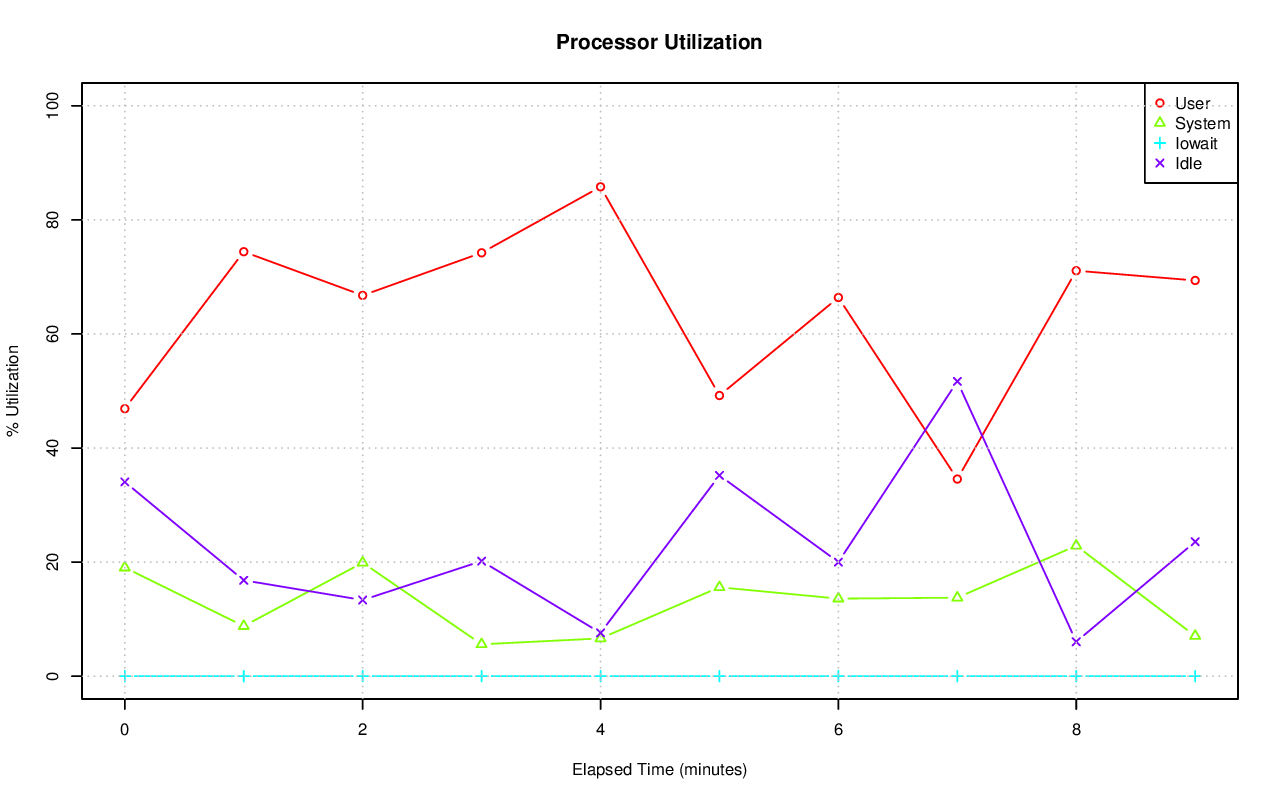 Processor Utilization
User
System
Iowait
Idle
% Utilization
100
80
60
40
20
0
0 2 4 6 8
Elapsed Time (minutes)